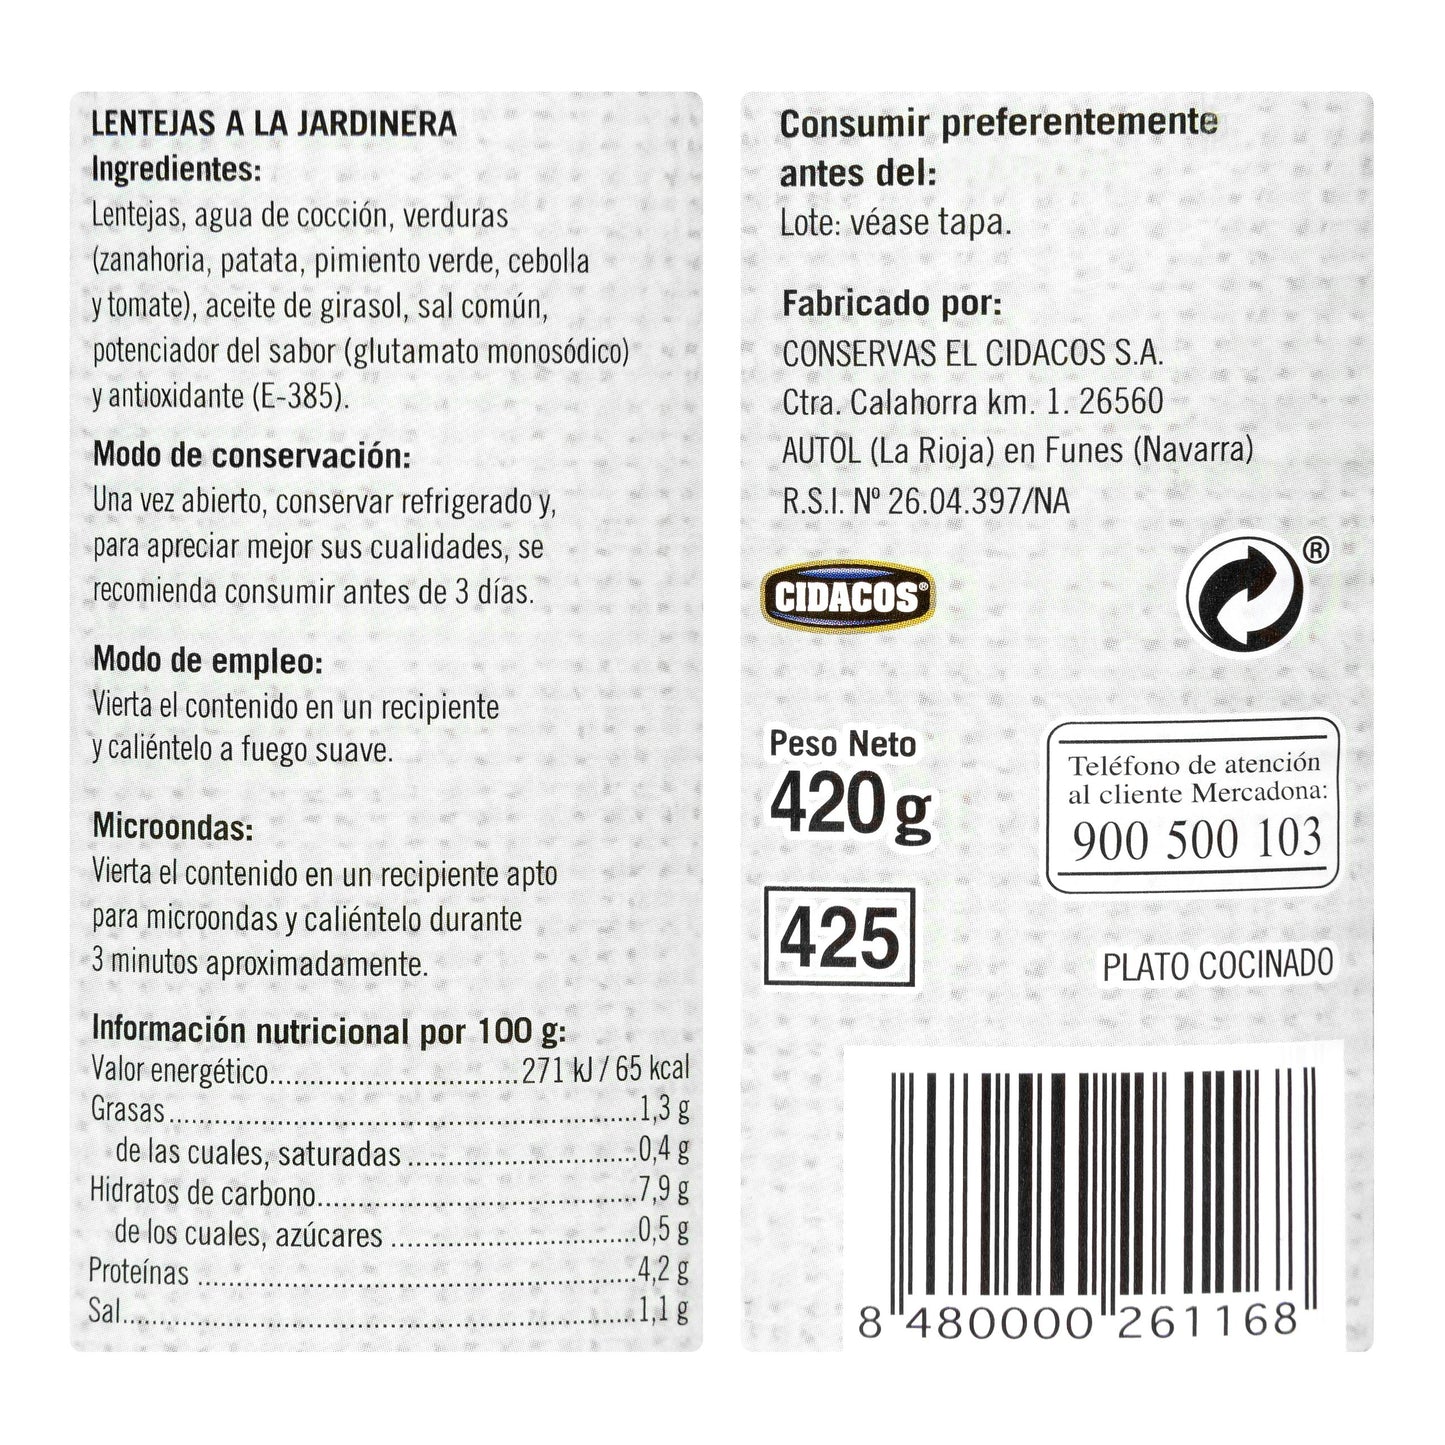 LENTEJAS A LA JARDINERA
Ingredientes:
Lentejas, agua de cocción, verduras
(zanahoria, patata, pimiento verde, cebolla
y tomate), aceite de girasol, sal común,
potenciador del sabor (glutamato monosódico)
y antioxidante (E-385).
Modo de conservación:
Una vez abierto, conservar refrigerado y,
para apreciar mejor sus cualidades, se
recomienda consumir antes de 3 días.
Modo de empleo:
Vierta el contenido en un recipiente
y caliéntelo a fuego suave.
Microondas:
Vierta el contenido en un recipiente apto
para microondas y caliéntelo durante
3 minutos aproximadamente.
Información nutricional por 100 g:
Valor energético.............................271 kJ / 65 kcal
Grasas.......................................................1,3 g
de las cuales, saturadas ...........................0,4 g
Hidratos de carbono.....................................7,9 g
de los cuales, azúcares .............................0,5 g
Proteínas ...................................................4,2 g
Sal.............................................................1,1 g
Consumir preferentemente
antes del:
Lote: véase tapa.
Fabricado por:
CONSERVAS EL CIDACOS S.A.
Ctra. Calahorra km. 1. 26560
AUTOL (La Rioja) en Funes (Navarra)
R.S.I. Nº 26.04.397/NA
®
CIDACOS®
Peso Neto
420 g
Teléfono de atención
al cliente Mercadona:
900 500 103
425
PLATO COCINADO
8 480000 261168